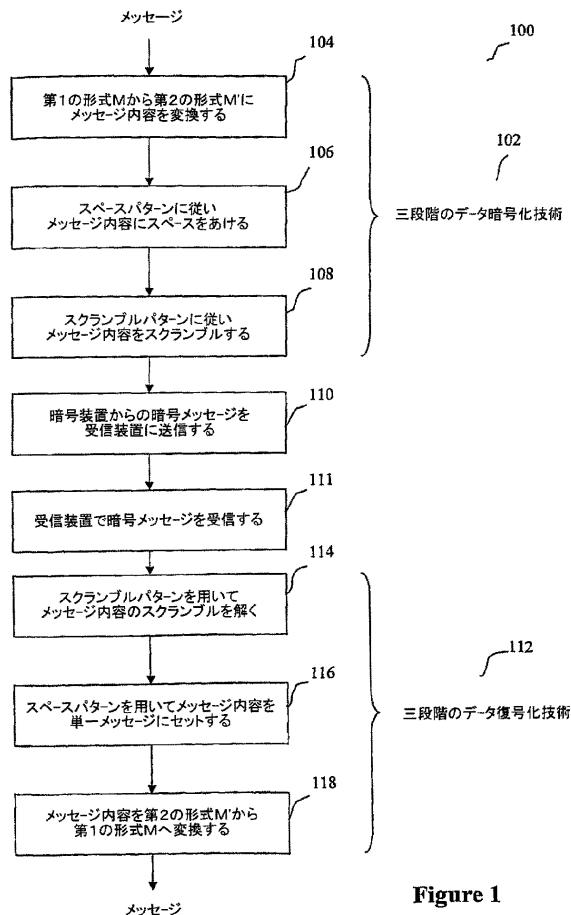 メッセージ
100
104
第1の形式Mから第2の形式M'に
メッセージ内容を変換する
102
106
スペースパターンに従い
メッセージ内容にスペースをあける
三段階のデータ暗号化技術
108
スクランブルパターンに従い
メッセージ内容をスクランブルする
110
暗号装置からの暗号メッセージを
受信装置に送信する
111
受信装置で暗号メッセージを受信する
114
スクランブルパターンを用いて
メッセージ内容のスクランブルを解く
112
116
スペースパターンを用いてメッセージ内容を
単一メッセージにセットする
三段階のデータ復号化技術
118
メッセージ内容を第2の形式M'から
第1の形式Mへ変換する
メッセージ
Figure 1